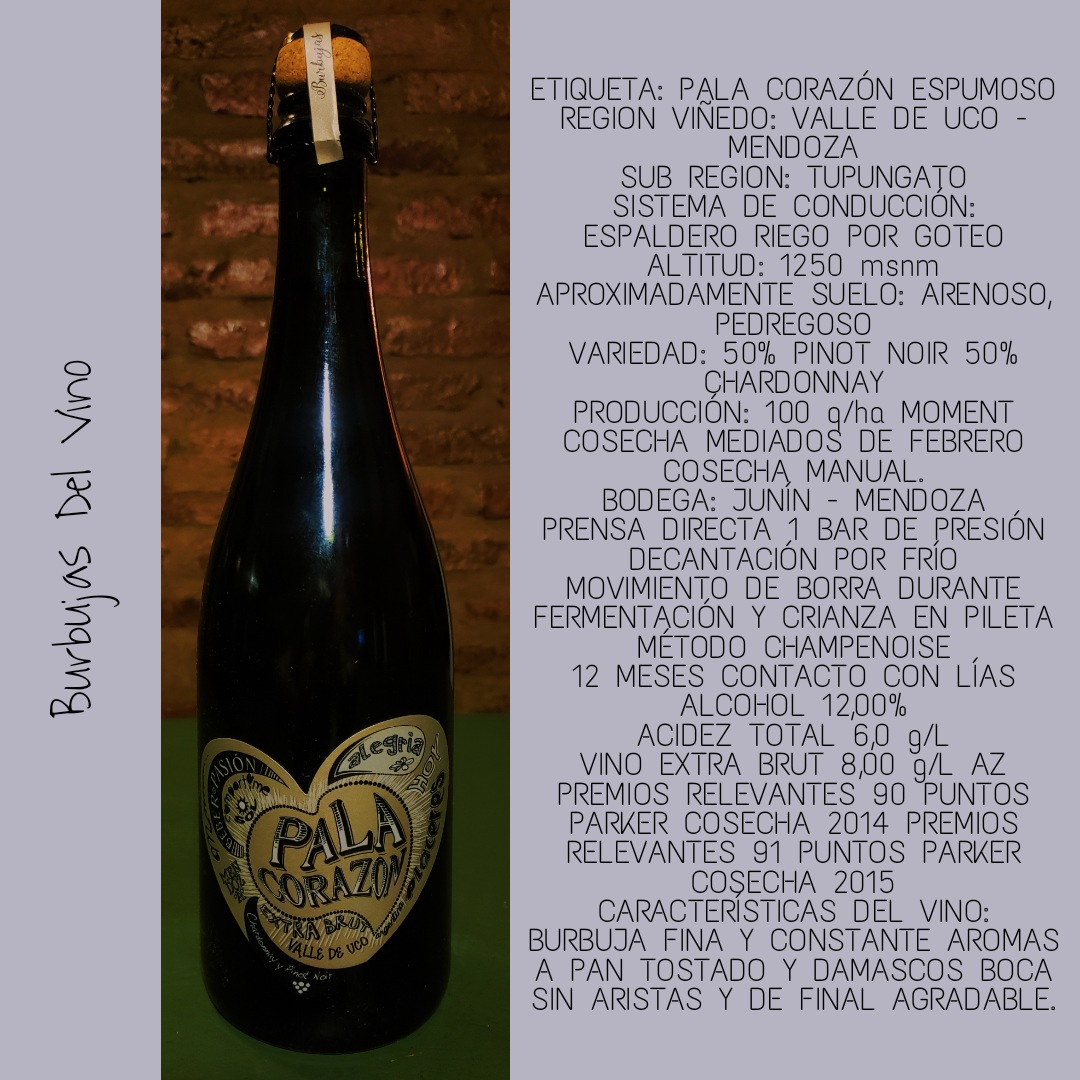 Burbujas Del Vino
Burbujas
PASIÓN
alegria
HOY
PALA
CORAZON
EXTRA BRUT
VALLE DE UCO
argentina
Chardonnay y Pinot Noir
ETIQUETA: PALA CORAZÓN ESPUMOSO
REGION VIÑEDO: VALLE DE UCO -
MENDOZA
SUB REGION: TUPUNGATO
SISTEMA DE CONDUCCIÓN:
ESPALDERO RIEGO POR GOTEO
ALTITUD: 1250 msnm
APROXIMADAMENTE SUELO: ARENOSO,
PEDREGOSO
VARIEDAD: 50% PINOT NOIR 50%
CHARDONNAY
PRODUCCIÓN: 100 q/ha MOMENT
COSECHA MEDIADOS DE FEBRERO
COSECHA MANUAL.
BODEGA: JUNÍN - MENDOZA
PRENSA DIRECTA 1 BAR DE PRESIÓN
DECANTACIÓN POR FRÍO
MOVIMIENTO DE BORRA DURANTE
FERMENTACIÓN Y CRIANZA EN PILETA
MÉTODO CHAMPENOISE
12 MESES CONTACTO CON LÍAS
ALCOHOL 12,00%
ACIDEZ TOTAL 6,0 g/L
VINO EXTRA BRUT 8,00 g/L AZ
PREMIOS RELEVANTES 90 PUNTOS
PARKER COSECHA 2014 PREMIOS
RELEVANTES 91 PUNTOS PARKER
COSECHA 2015
CARACTERÍSTICAS DEL VINO:
BURBUJA FINA Y CONSTANTE AROMAS
A PAN TOSTADO Y DAMASCOS BOCA
SIN ARISTAS Y DE FINAL AGRADABLE.